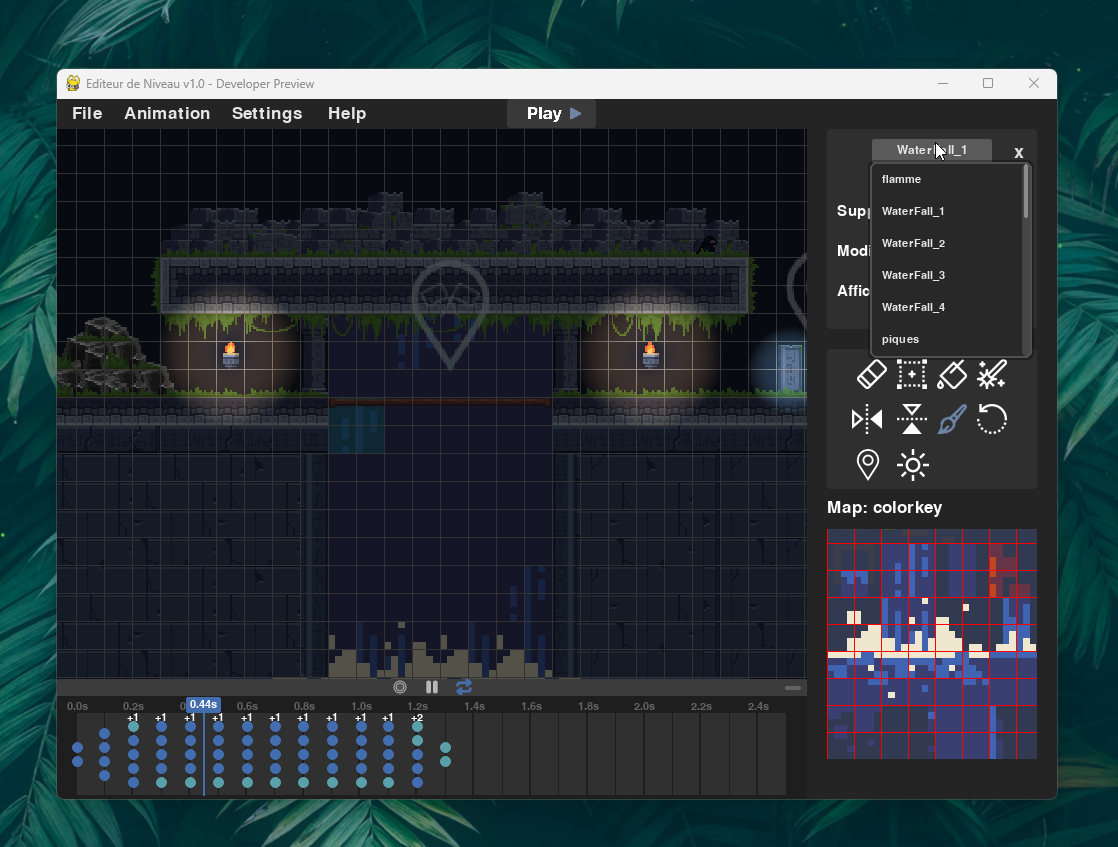 Editeur de Niveau v1.0 - Developer Preview
File Animation Settings Help Play
WaterFall_1 x
flamme
WaterFall_1
WaterFall_2
WaterFall_3
WaterFall_4
piques
Supp
Modi
Affic
Map: colorkey
0.0s 0.2s 0.44s 0.6s 0.8s 1.0s 1.2s 1.4s 1.6s 1.8s 2.0s 2.2s 2.4s
+1 +1 +1 +1 +1 +1 +1 +1 +1 +1 +2